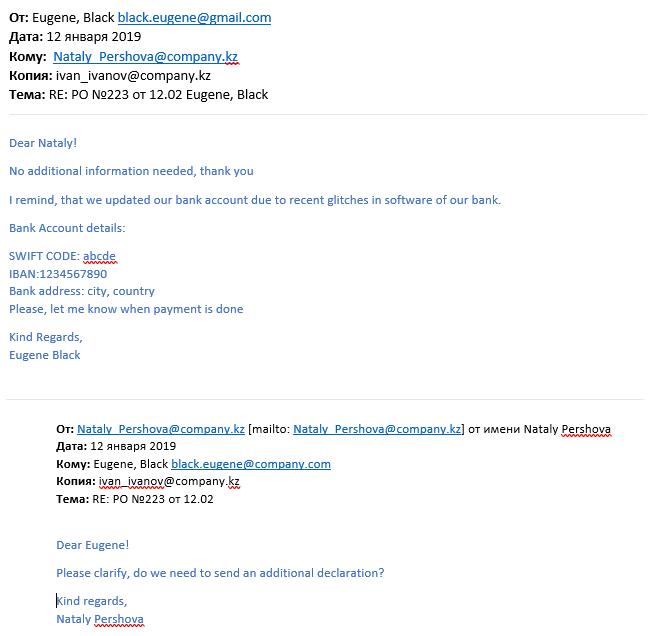 От: Eugene, Black black.eugene@gmail.com
Дата: 12 января 2019
Кому: Nataly_Pershova@company.kz
Копия: ivan_ivanov@company.kz
Тема: RE: PO №223 от 12.02 Eugene, Black
Dear Nataly!
No additional information needed, thank you
I remind, that we updated our bank account due to recent glitches in software of our bank.
Bank Account details:
SWIFT CODE: abcde
IBAN:1234567890
Bank address: city, country
Please, let me know when payment is done
Kind Regards,
Eugene Black
От: Nataly_Pershova@company.kz [mailto: Nataly_Pershova@company.kz] от имени Nataly Pershova
Дата: 12 января 2019
Кому: Eugene, Black black.eugene@company.com
Копия: ivan_ivanov@company.kz
Тема: RE: PO №223 от 12.02
Dear Eugene!
Please clarify, do we need to send an additional declaration?
Kind regards,
Nataly Pershova